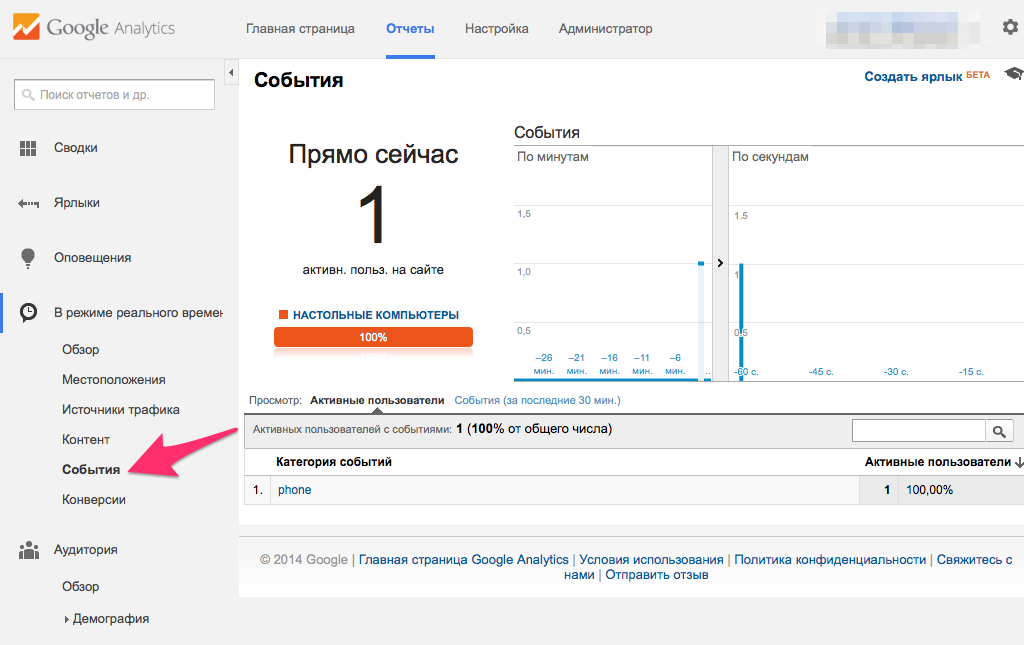 Google Analytics
Главная страница
Отчеты
Настройка
Администратор
Поиск отчетов и др.
Сводки
Ярлыки
Оповещения
В режиме реального времен
Обзор
Местоположения
Источники трафика
Контент
События
Конверсии
Аудитория
Обзор
Демография
События
Создать ярлык БЕТА
Прямо сейчас
1
активн. польз. на сайте
НАСТОЛЬНЫЕ КОМПЬЮТЕРЫ
100%
События
По минутам
1,5
1,0
0,5
–26 мин.
–21 мин.
–16 мин.
–11 мин.
–6 мин.
..
По секундам
1.5
1
0.5
-60 с.
-45 с.
-30 с.
-15 с.
Просмотр: Активные пользователи События (за последние 30 мин.)
Активных пользователей с событиями: 1 (100% от общего числа)
Категория событий Активные пользователи
1. phone 1 100,00%
© 2014 Google | Главная страница Google Analytics | Условия использования | Политика конфиденциальности | Свяжитесь с
нами | Отправить отзыв